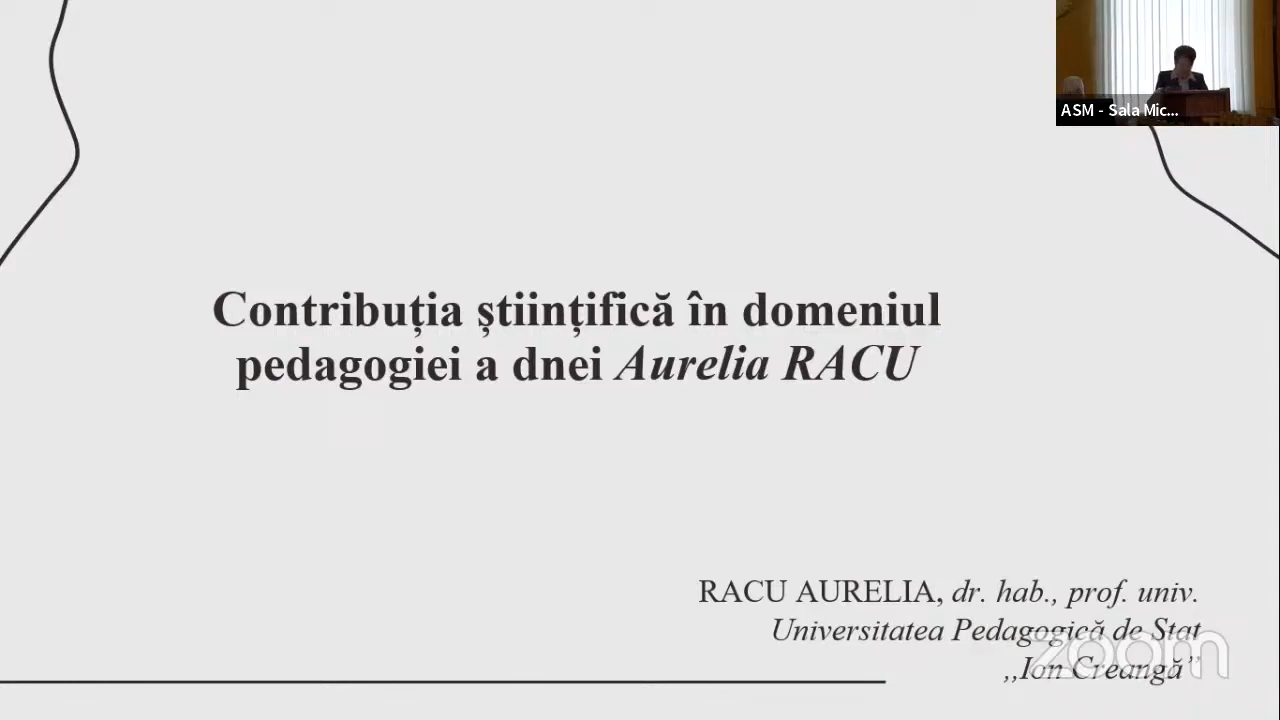 ASM - Sala Mic...
Contribuția științifică în domeniul
pedagogiei a dnei Aurelia RACU
RACU AURELIA, dr. hab., prof. univ.
Universitatea Pedagogică de Stat
,,Ion Creangă”
zoom